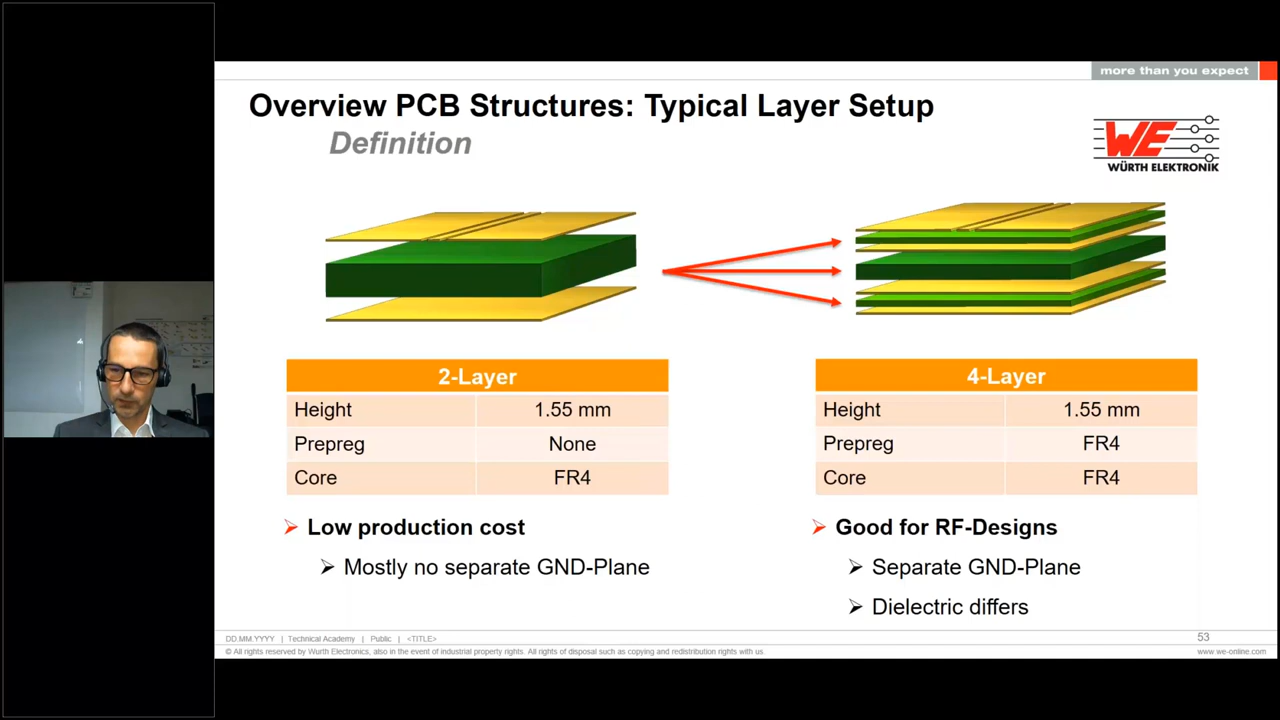 more than you expect
Overview PCB Structures: Typical Layer Setup
Definition
WE
WÜRTH ELEKTRONIK
2-Layer
Height 1.55 mm
Prepreg None
Core FR4
4-Layer
Height 1.55 mm
Prepreg FR4
Core FR4
Low production cost
Mostly no separate GND-Plane
Good for RF-Designs
Separate GND-Plane
Dielectric differs
DD.MM.YYYY | Technical Academy | Public | <TITLE> 53
© All rights reserved by Wurth Electronics, also in the event of industrial property rights. All rights of disposal such as copying and redistribution rights with us. www.we-online.com